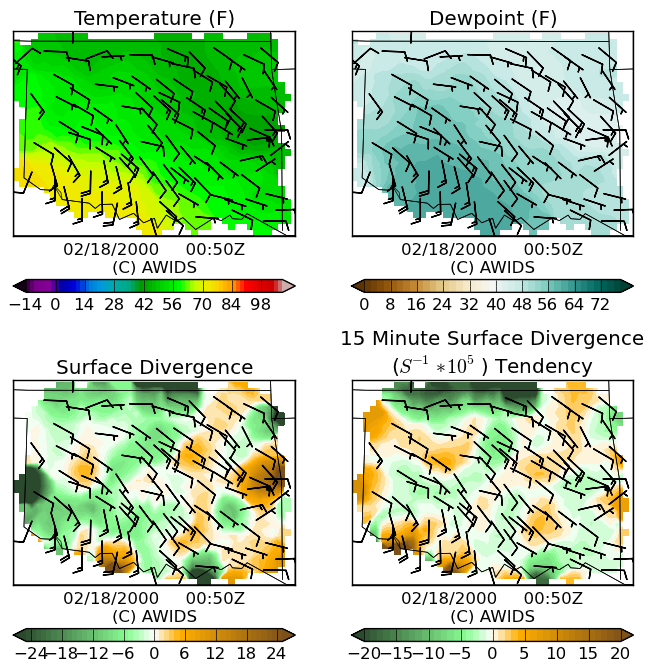 Temperature (F)
Dewpoint (F)
02/18/2000 00:50Z
(C) AWIDS
02/18/2000 00:50Z
(C) AWIDS
−14 0 14 28 42 56 70 84 98
0 8 16 24 32 40 48 56 64 72
15 Minute Surface Divergence
Surface Divergence
(S⁻¹ *10⁵ ) Tendency
02/18/2000 00:50Z
(C) AWIDS
02/18/2000 00:50Z
(C) AWIDS
−24−18−12 −6 0 6 12 18 24
−20−15−10 −5 0 5 10 15 20